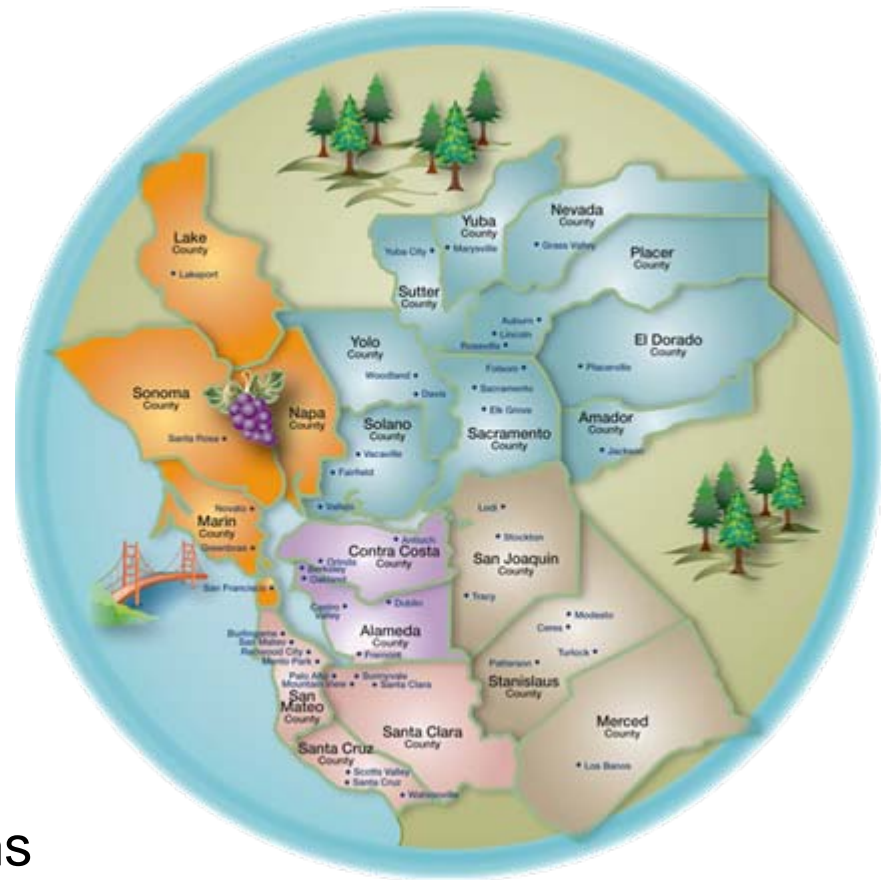 Lake
County
Lakeport
Yuba
County
Nevada
County
Yuba City
Marysville
Grass Valley
Placer
County
Sutter
County
Auburn
Lincoln
Roseville
El Dorado
County
Placerville
Yolo
County
Woodland
Davis
Folsom
Sacramento
Elk Grove
Sacramento
County
Amador
County
Jackson
Sonoma
County
Santa Rosa
Napa
County
Solano
County
Vacaville
Fairfield
Vallejo
Novato
Marin
County
Greenbrae
San Francisco
Antioch
Contra Costa
County
Orinda
Berkeley
Oakland
Castro
Valley
Dublin
Alameda
County
Fremont
Lodi
Stockton
San Joaquin
County
Tracy
Modesto
Ceres
Turlock
Patterson
Stanislaus
County
Merced
County
Los Banos
Burlingame
San Mateo
Redwood City
Menlo Park
Palo Alto
Mountain View
Sunnyvale
Santa Clara
San
Mateo
County
Santa Clara
County
Santa Cruz
County
Scotts Valley
Santa Cruz
Watsonville